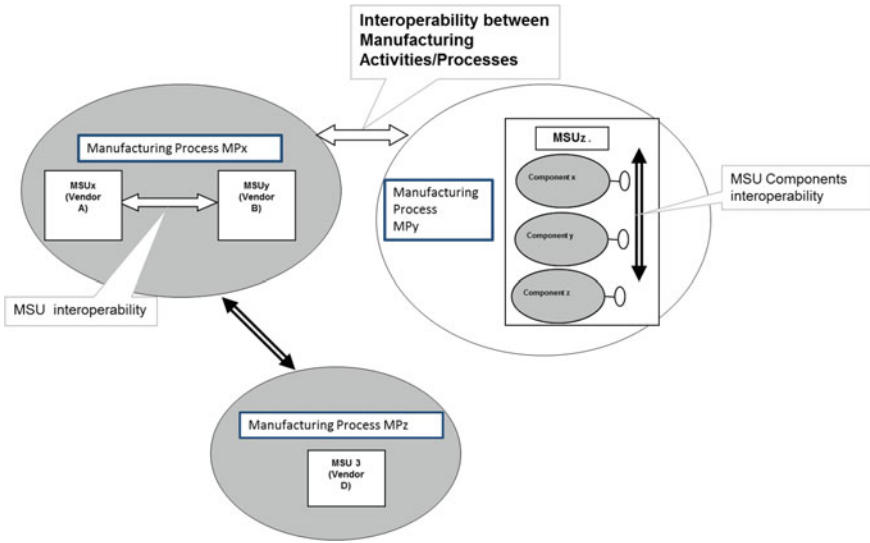 Interoperability between
Manufacturing
Activities/Processes
Manufacturing Process MPx
MSUx
(Vendor
A)
MSUy
(Vendor
B)
MSU interoperability
Manufacturing
Process
MPy
MSUz .
Component x
Component y
Component z
MSU Components
interoperability
Manufacturing Process MPz
MSU 3
(Vendor
D)